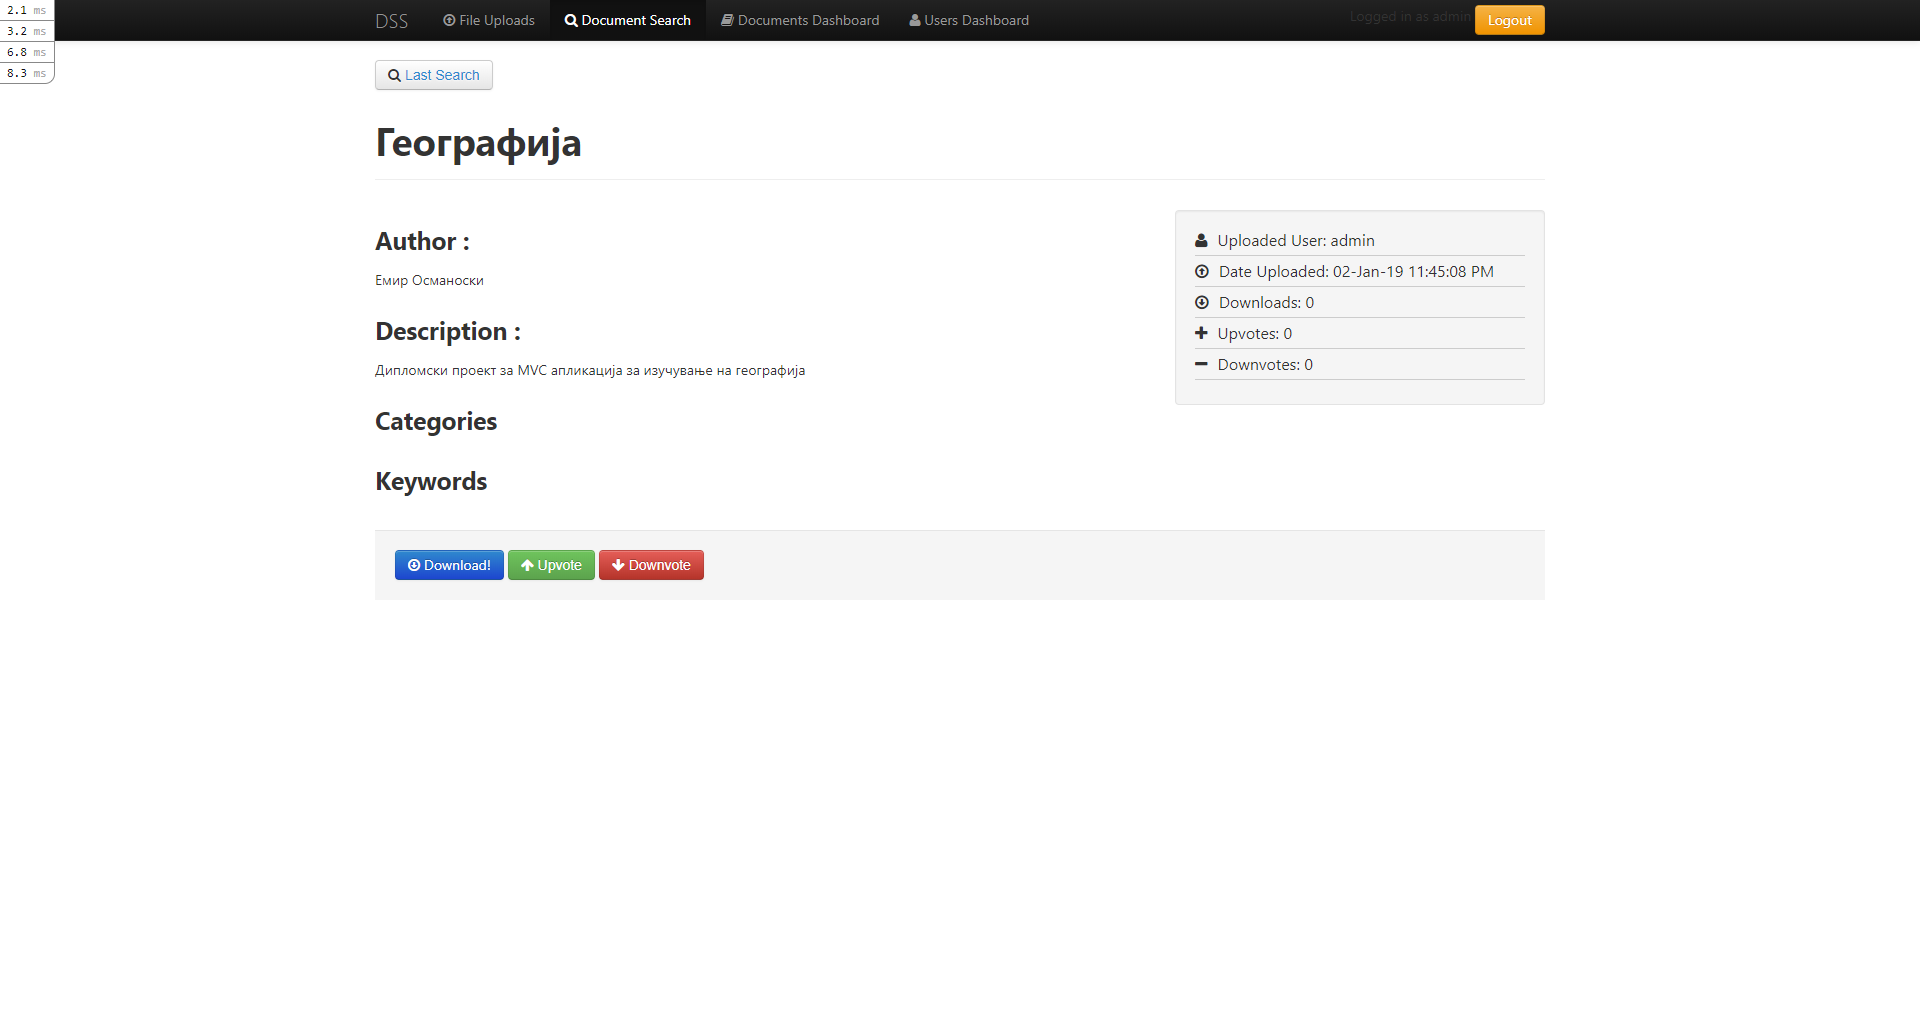 2.1 ms
3.2 ms
6.8 ms
8.3 ms
DSS File Uploads Document Search Documents Dashboard Users Dashboard Logged in as admin Logout
Last Search
Географија
Author :
Емир Османоски
Description :
Дипломски проект за MVC апликација за изучување на географија
Categories
Keywords
Uploaded User: admin
Date Uploaded: 02-Jan-19 11:45:08 PM
Downloads: 0
Upvotes: 0
Downvotes: 0
Download! Upvote Downvote